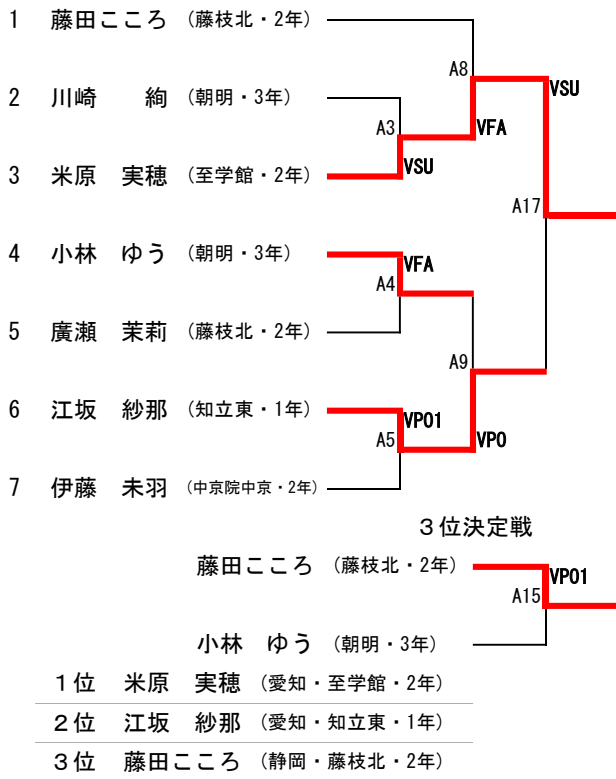 1 藤田こころ (藤枝北・2年)
A8
VSU
2 川崎 絢 (朝明・3年)
A3
VFA
VSU
3 米原 実穂 (至学館・2年)
A17
4 小林 ゆう (朝明・3年)
VFA
A4
5 廣瀬 茉莉 (藤枝北・2年)
A9
6 江坂 紗那 (知立東・1年)
VPO1
A5
VPO
7 伊藤 未羽 (中京院中京・2年)
3位決定戦
藤田こころ (藤枝北・2年)
VPO1
A15
小林 ゆう (朝明・3年)
1位 米原 実穂 (愛知・至学館・2年)
2位 江坂 紗那 (愛知・知立東・1年)
3位 藤田こころ (静岡・藤枝北・2年)